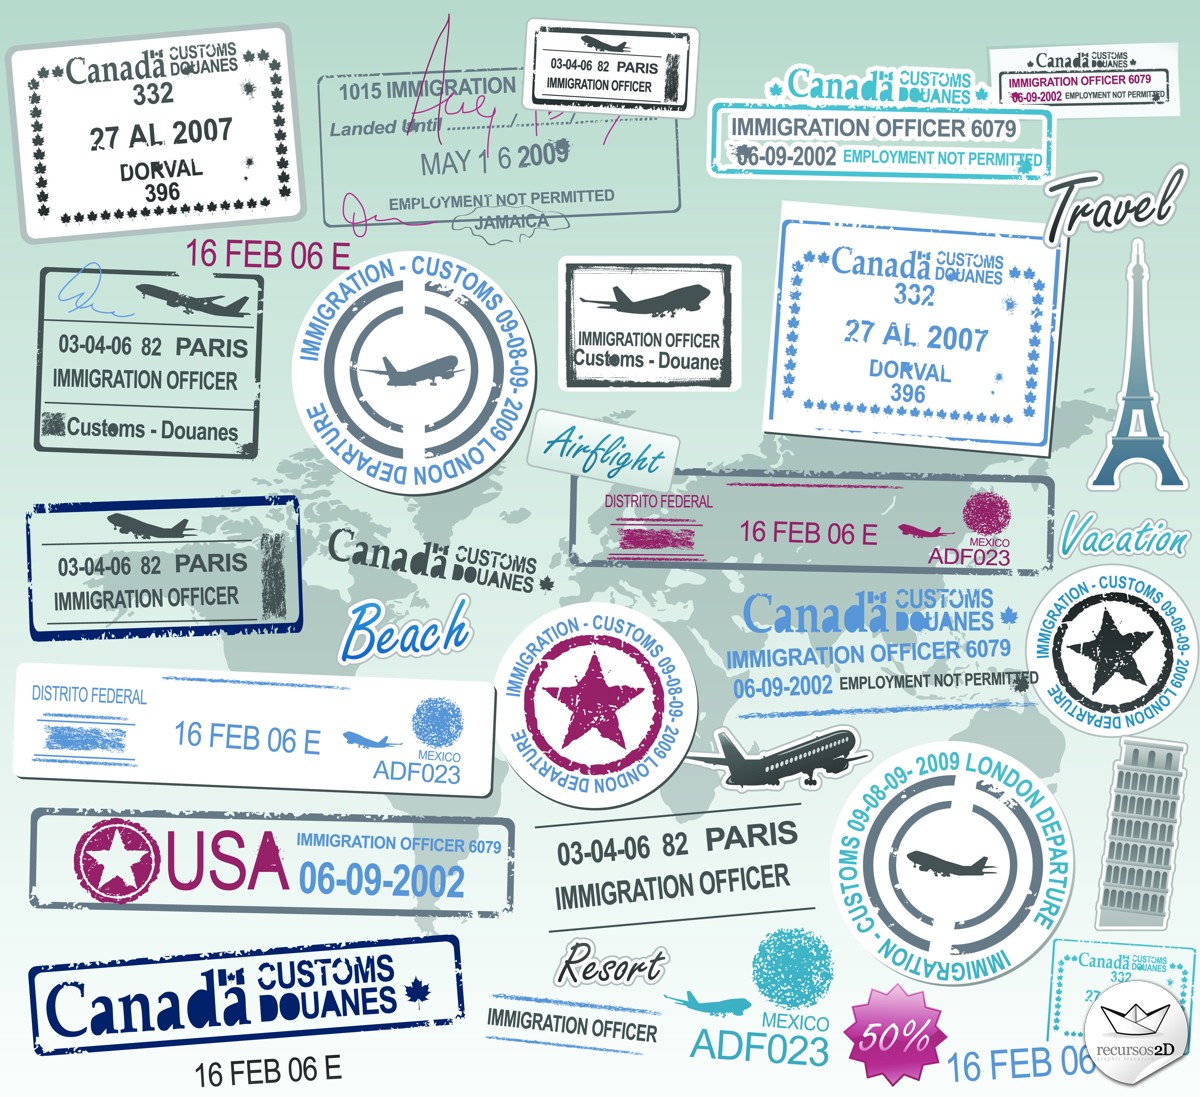 Canada CUSTOMS DOUANES
332
27 AL 2007
DORVAL
396
1015 IMMIGRATION
Landed Until ............/............/............
MAY 1 6 2009
EMPLOYMENT NOT PERMITTED
JAMAICA
03-04-06 82 PARIS
IMMIGRATION OFFICER
Canada CUSTOMS DOUANES
IMMIGRATION OFFICER 6079
06-09-2002 EMPLOYMENT NOT PERMITTED
Canada CUSTOMS DOUANES
IMMIGRATION OFFICER 6079
06-09-2002 EMPLOYMENT NOT PERMITTED
Travel
16 FEB 06 E
03-04-06 82 PARIS
IMMIGRATION OFFICER
Customs - Douanes
IMMIGRATION - CUSTOMS 09-08-09- 2009 LONDON DEPARTURE
IMMIGRATION OFFICER
Customs - Douanes
Canada CUSTOMS DOUANES
332
27 AL 2007
DORVAL
396
Airflight
DISTRITO FEDERAL
16 FEB 06 E
MEXICO
ADF023
Vacation
03-04-06 82 PARIS
IMMIGRATION OFFICER
Canada CUSTOMS DOUANES
Beach
IMMIGRATION - CUSTOMS 09-08-09- 2009 LONDON DEPARTURE
Canada CUSTOMS DOUANES
IMMIGRATION OFFICER 6079
06-09-2002 EMPLOYMENT NOT PERMITTED
IMMIGRATION - CUSTOMS 09-08-09- 2009 LONDON DEPARTURE
DISTRITO FEDERAL
16 FEB 06 E
MEXICO
ADF023
USA
IMMIGRATION OFFICER 6079
06-09-2002
03-04-06 82 PARIS
IMMIGRATION OFFICER
IMMIGRATION - CUSTOMS 09-08-09- 2009 LONDON DEPARTURE
Canada CUSTOMS DOUANES
16 FEB 06 E
Resort
IMMIGRATION OFFICER
MEXICO
ADF023
50%
16 FEB 06
Canada CUSTOMS DOUANES
332
27
recursos2D